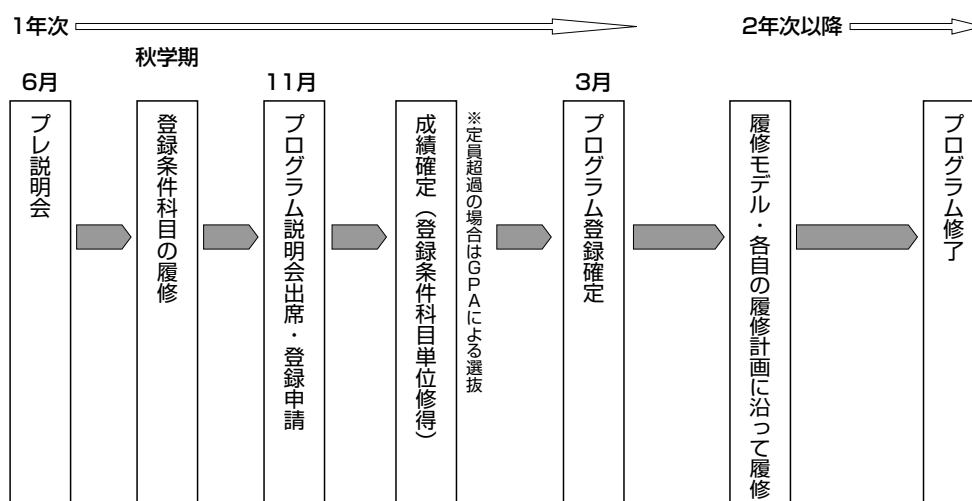 1年次
2年次以降
秋学期
6月
11月
3月
プレ説明会
登録条件科目の履修
プログラム説明会出席・登録申請
成績確定（登録条件科目単位修得）
※定員超過の場合はGPAによる選抜
プログラム登録確定
履修モデル・各自の履修計画に沿って履修
プログラム修了